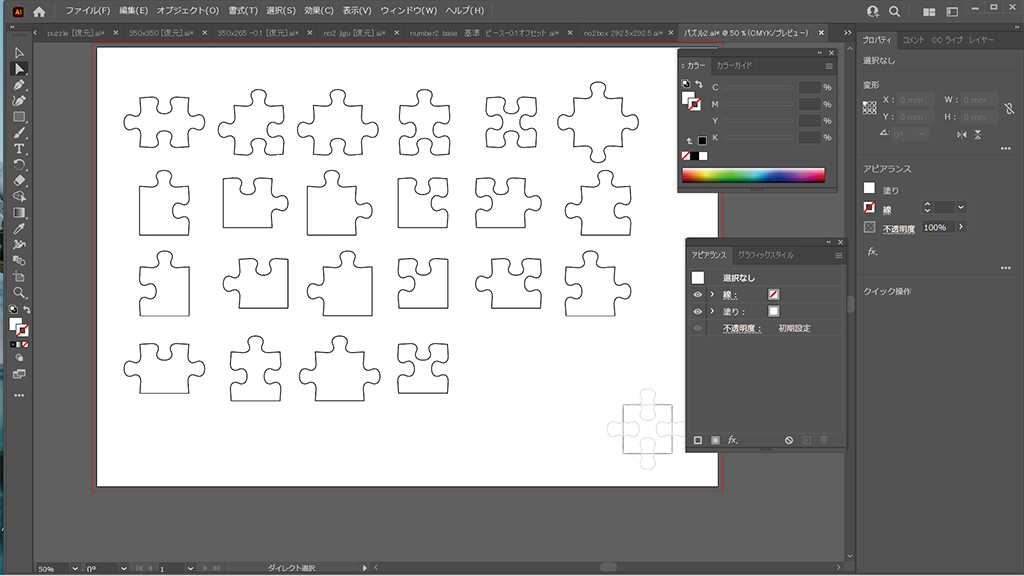 Ai ファイル(F) 編集(E) オブジェクト(O) 書式(T) 選択(S) 効果(C) 表示(V) ウィンドウ(W) ヘルプ(H)
puzzle [復元].ai* × 350x350 [復元].ai* × 350x265 -01 [復元].ai* × no2 jigu [復元].ai* × number2 base 基準 ピース-01オフセット.ai* × no2box 292.5x292.5.ai* × パズル2.ai* @ 50 % (CMYK/プレビュー) ×
プロパティ コメント CC ライブ レイヤー
選択なし
カラー カラーガイド
C %
M %
Y %
K %
変形
X : 0 mm W : 0 mm
Y : 0 mm H : 0 mm
0°
アピアランス
塗り
線
不透明度 100%
fx.
クイック操作
アピアランス グラフィックスタイル
選択なし
線 :
塗り :
不透明度 : 初期設定
fx.
50% 0° 1 ダイレクト選択